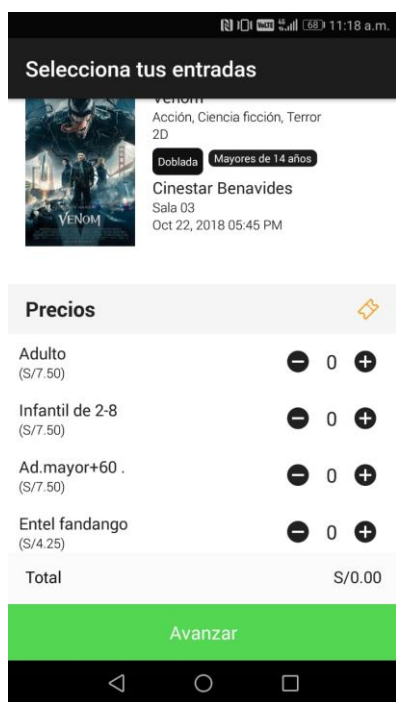 68 11:18 a.m.
Selecciona tus entradas
Venom
Acción, Ciencia ficción, Terror
2D
Doblada Mayores de 14 años
Cinestar Benavides
Sala 03
Oct 22, 2018 05:45 PM
VENOM
Precios
Adulto
0
(S/7.50)
Infantil de 2-8
0
(S/7.50)
Ad.mayor+60 .
0
(S/7.50)
Entel fandango
0
(S/4.25)
Total S/0.00
Avanzar